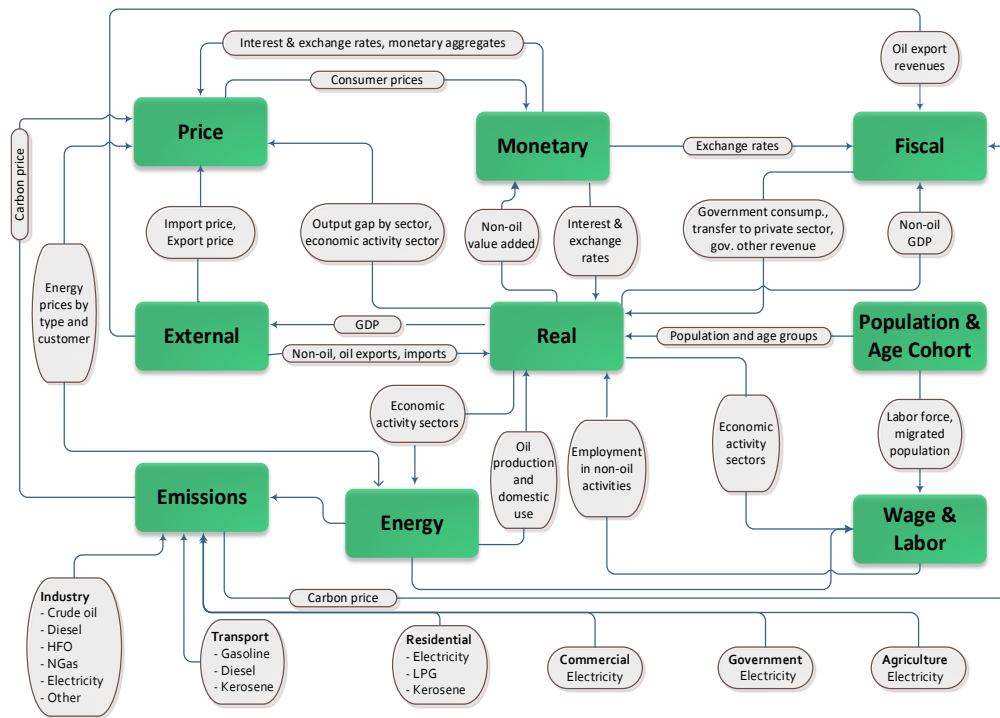 Interest & exchange rates, monetary aggregates
Oil export
revenues
Consumer prices
Price
Monetary
Fiscal
Exchange rates
Carbon price
Import price,
Export price
Output gap by sector,
economic activity sector
Non-oil
value added
Interest &
exchange
rates
Government consump.,
transfer to private sector,
gov. other revenue
Non-oil
GDP
Energy
prices by
type and
customer
External
GDP
Non-oil, oil exports, imports
Real
Population and age groups
Population &
Age Cohort
Economic
activity sectors
Oil
production
and
domestic
use
Employment
in non-oil
activities
Economic
activity
sectors
Labor force,
migrated
population
Emissions
Energy
Wage &
Labor
Carbon price
Industry
- Crude oil
- Diesel
- HFO
- NGas
- Electricity
- Other
Transport
- Gasoline
- Diesel
- Kerosene
Residential
- Electricity
- LPG
- Kerosene
Commercial
Electricity
Government
Electricity
Agriculture
Electricity